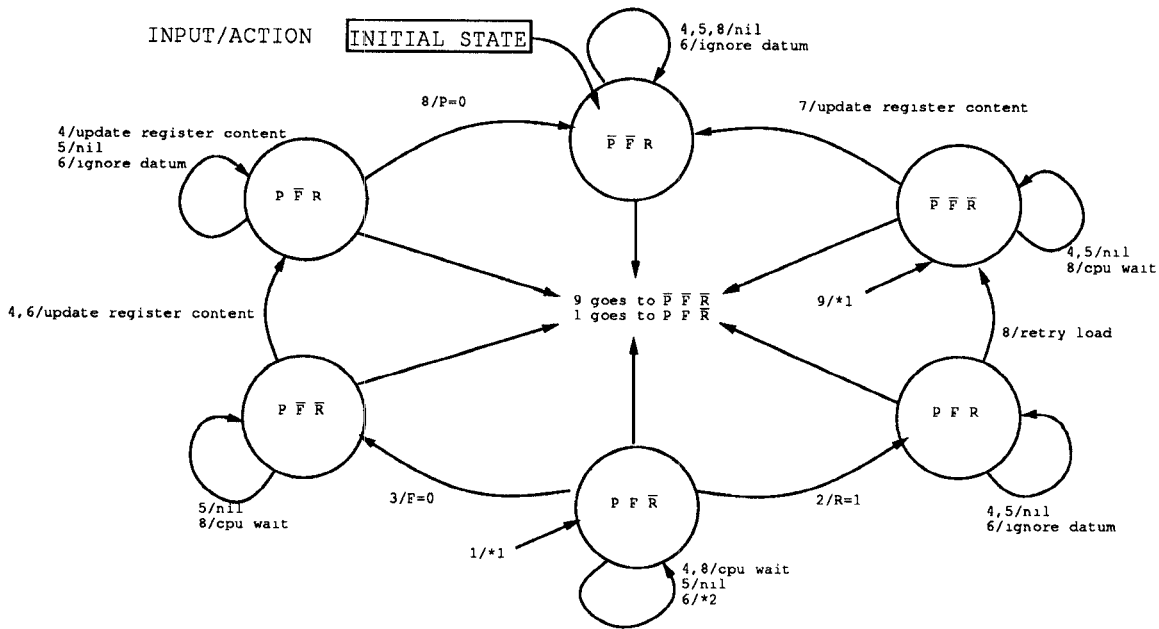 INPUT/ACTION
INITIAL STATE
4,5,8/nil
6/ignore datum
8/P=0
7/update register content
4/update register content
5/nil
6/ignore datum
P̅ F̅ R
P F̅ R
P̅ F̅ R̅
4,5/nil
8/cpu wait
9 goes to P̅ F̅ R̅
1 goes to P F R̅
9/*1
4,6/update register content
8/retry load
P F̅ R̅
P F R
3/F=0
P F R̅
2/R=1
5/nil
8/cpu wait
4,5/nil
6/ignore datum
1/*1
4,8/cpu wait
5/nil
6/*2